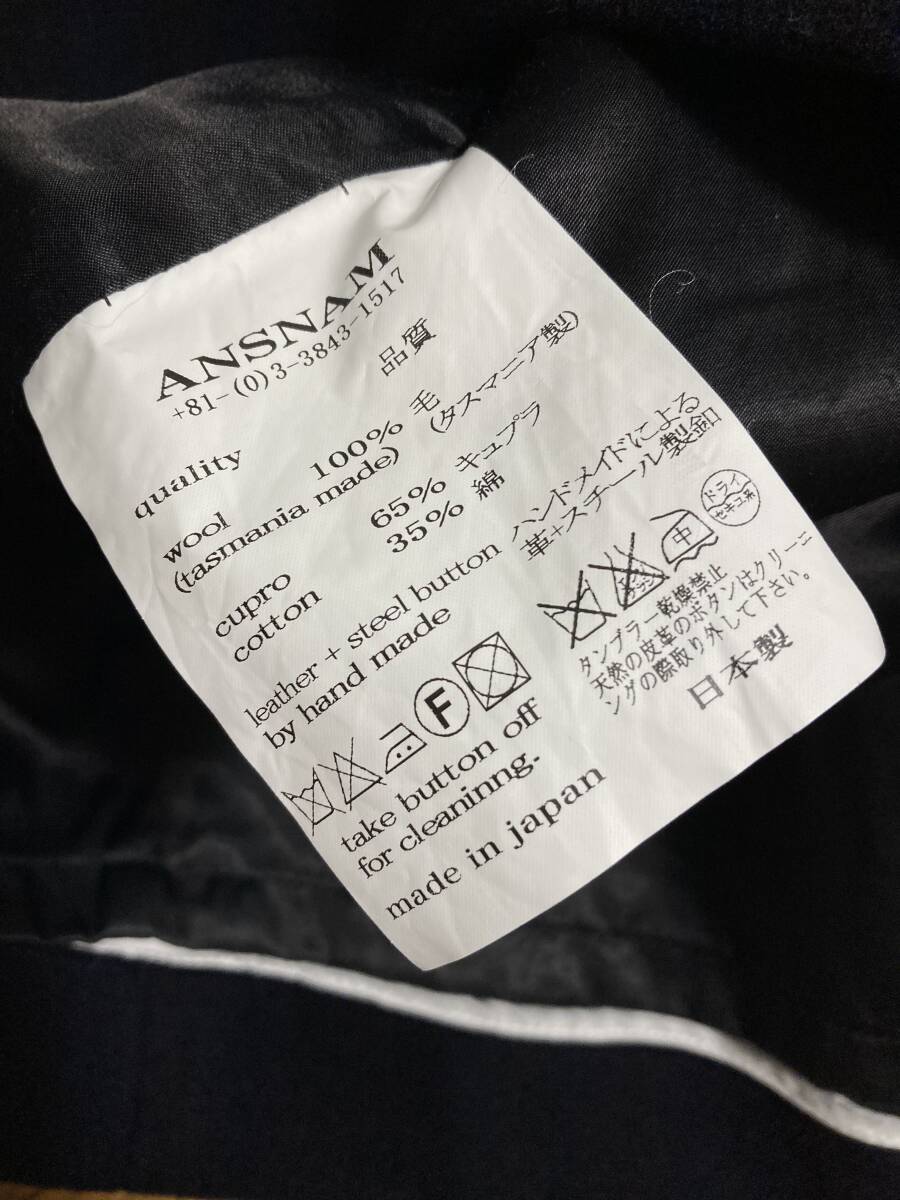 ANSNAM
+81-(0)3-3843-1517
quality 品質
wool 100% 毛
(tasmania made) (タスマニア製)
cupro 65% キュプラ
cotton 35% 綿
leather + steel button ハンドメイドによる
by hand made 革+スチール製釦
中 ドライ
セキユ系
F
take button off
for cleaninng.
タンブラー乾燥禁止
天然の皮革のボタンはクリーニ
ングの際取り外して下さい。
made in japan 日本製